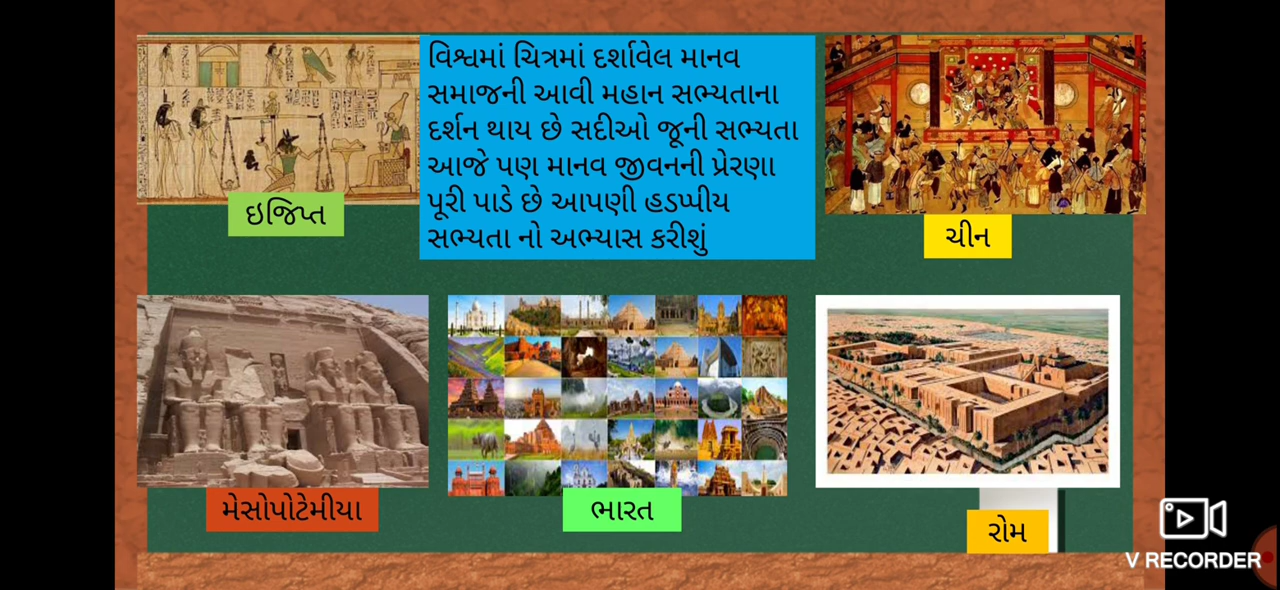 વિશ્વમાં ચિત્રમાં દર્શાવેલ માનવ
સમાજની આવી મહાન સભ્યતાના
દર્શન થાય છે સદીઓ જૂની સભ્યતા
આજે પણ માનવ જીવનની પ્રેરણા
પૂરી પાડે છે આપણી હડપ્પીય
સભ્યતા નો અભ્યાસ કરીશું
ઇજિપ્ત
ચીન
મેસોપોટેમીયા
ભારત
રોમ
V RECORDER